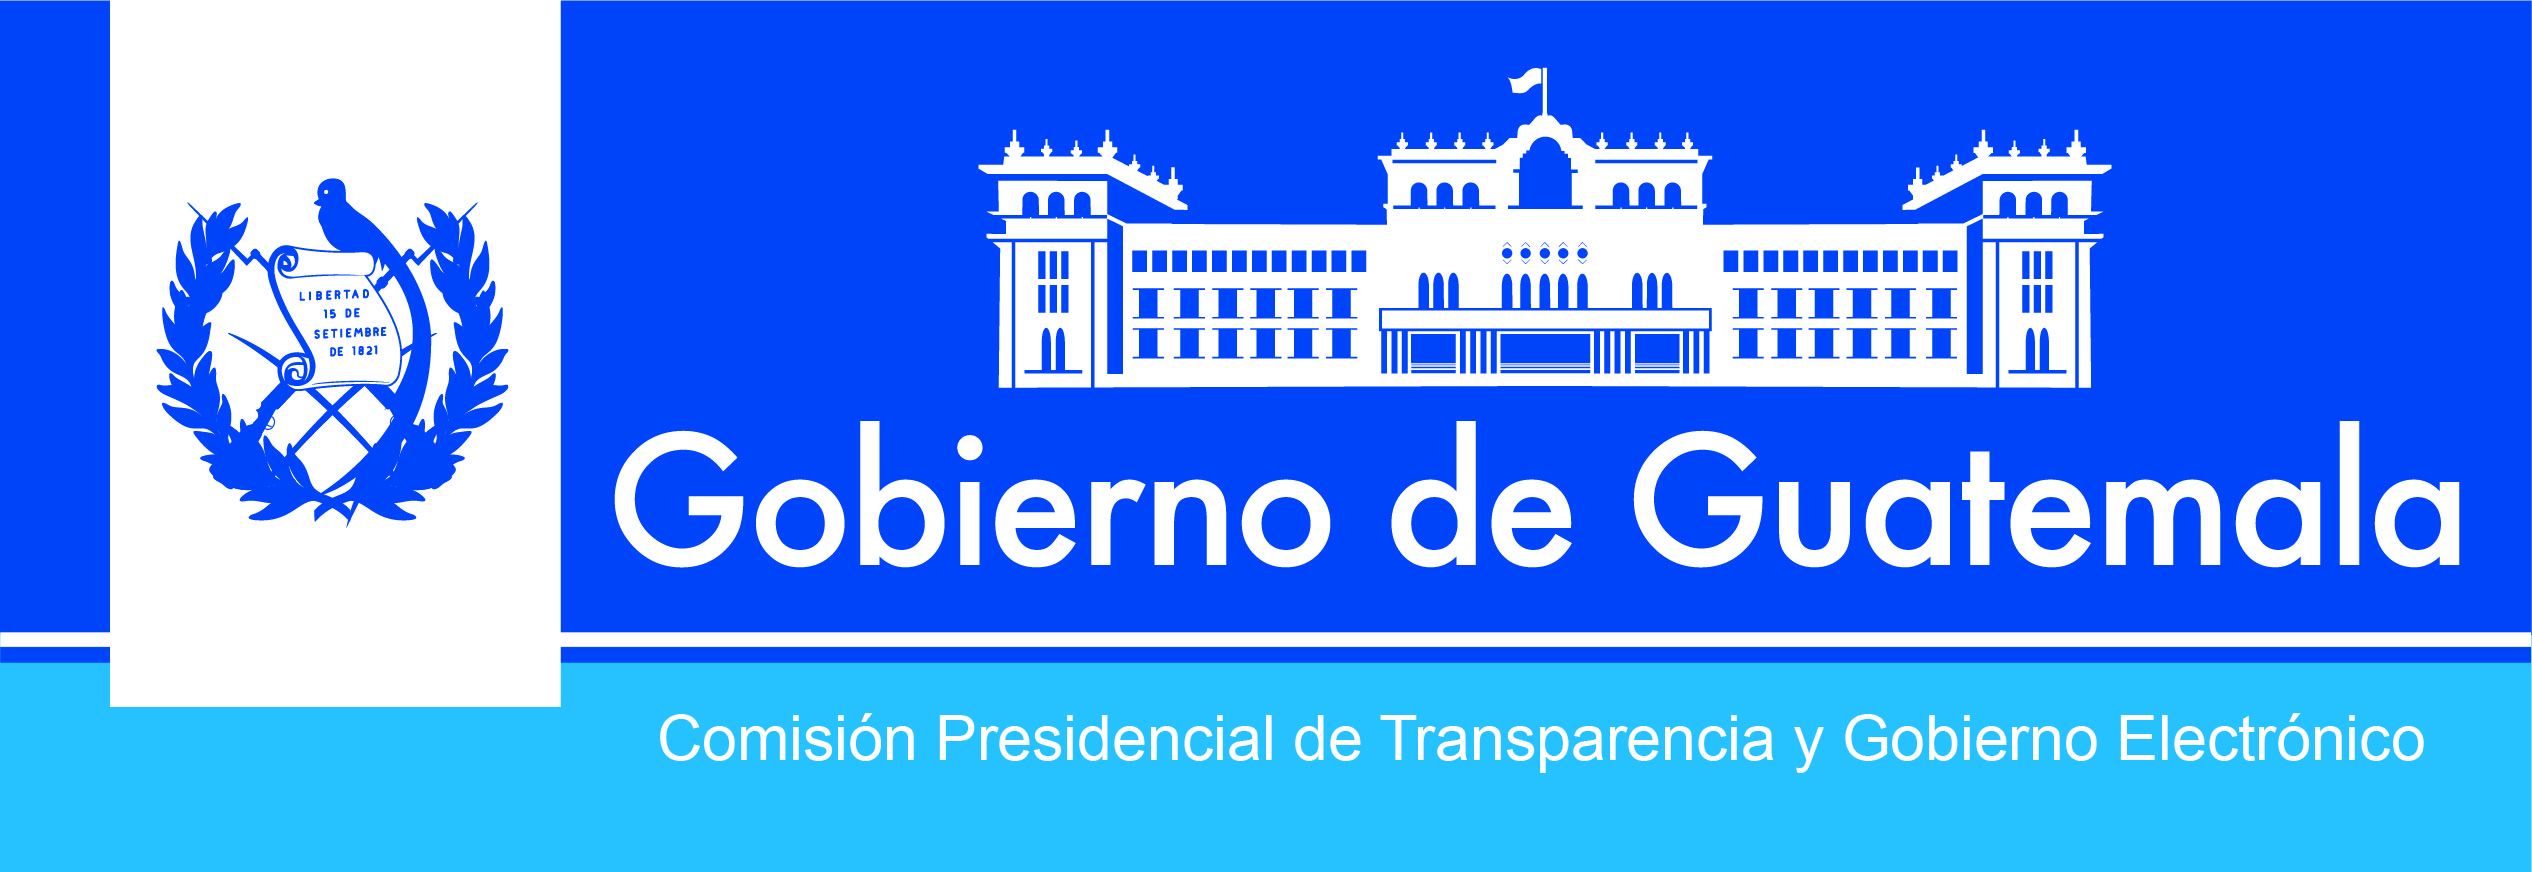 LIBERTAD
15 DE
SETIEMBRE
DE 1821
Gobierno de Guatemala
Comisión Presidencial de Transparencia y Gobierno Electrónico